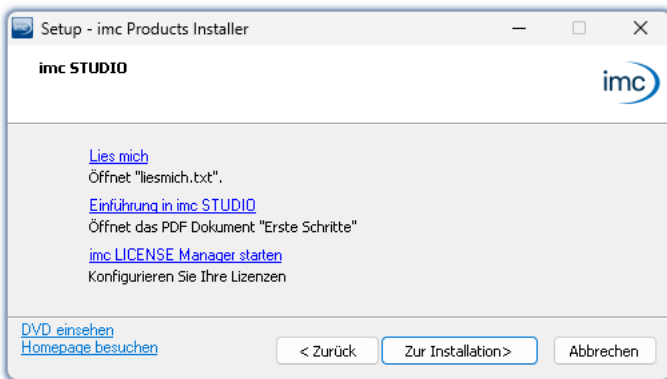 Setup - imc Products Installer
imc STUDIO
imc
Lies mich
Öffnet "liesmich.txt".
Einführung in imc STUDIO
Öffnet das PDF Dokument "Erste Schritte"
imc LICENSE Manager starten
Konfigurieren Sie Ihre Lizenzen
DVD einsehen
Homepage besuchen
< Zurück
Zur Installation>
Abbrechen